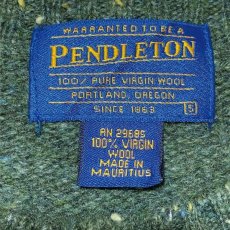 WARRANTED TO BE A
PENDLETON
100% PURE VIRGIN WOOL
PORTLAND, OREGON
SINCE 1863
S
RN 29685
100% VIRGIN
WOOL
MADE IN
MAURITIUS